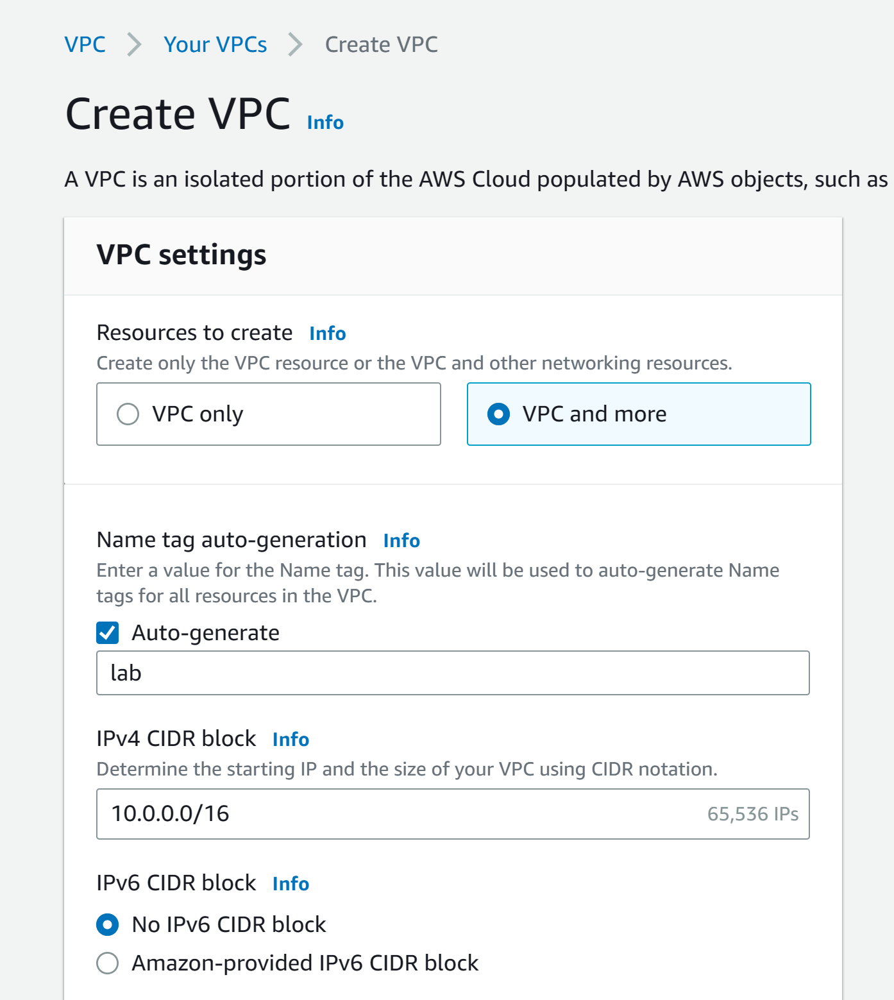 VPC Your VPCs Create VPC
Create VPC Info
A VPC is an isolated portion of the AWS Cloud populated by AWS objects, such as
VPC settings
Resources to create Info
Create only the VPC resource or the VPC and other networking resources.
VPC only VPC and more
Name tag auto-generation Info
Enter a value for the Name tag. This value will be used to auto-generate Name
tags for all resources in the VPC.
Auto-generate
lab
IPv4 CIDR block Info
Determine the starting IP and the size of your VPC using CIDR notation.
10.0.0.0/16 65,536 IPs
IPv6 CIDR block Info
No IPv6 CIDR block
Amazon-provided IPv6 CIDR block